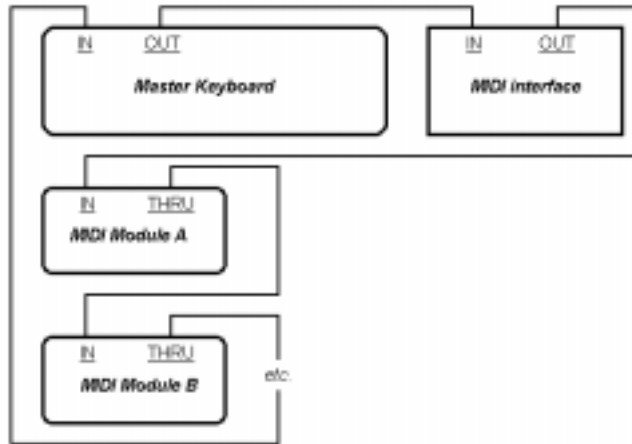 IN OUT IN OUT
Master Keyboard MIDI interface
IN THRU
MIDI Module A
IN THRU
etc.
MIDI Module B